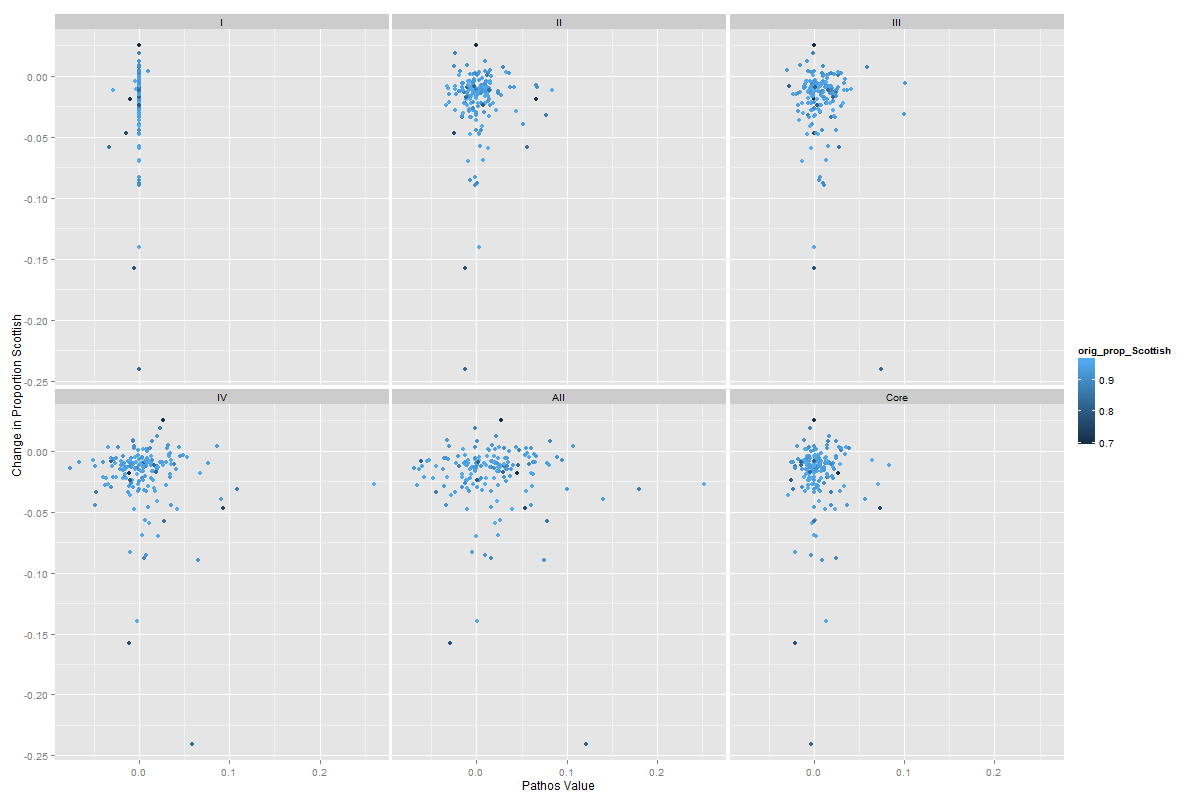 I II III
0.00
-0.05
-0.10
-0.15
-0.20
-0.25
IV All Core
0.00
-0.05
-0.10
-0.15
-0.20
-0.25
0.0 0.1 0.2 0.0 0.1 0.2 0.0 0.1 0.2
Pathos Value
Change in Proportion Scottish
orig_prop_Scottish
0.9
0.8
0.7